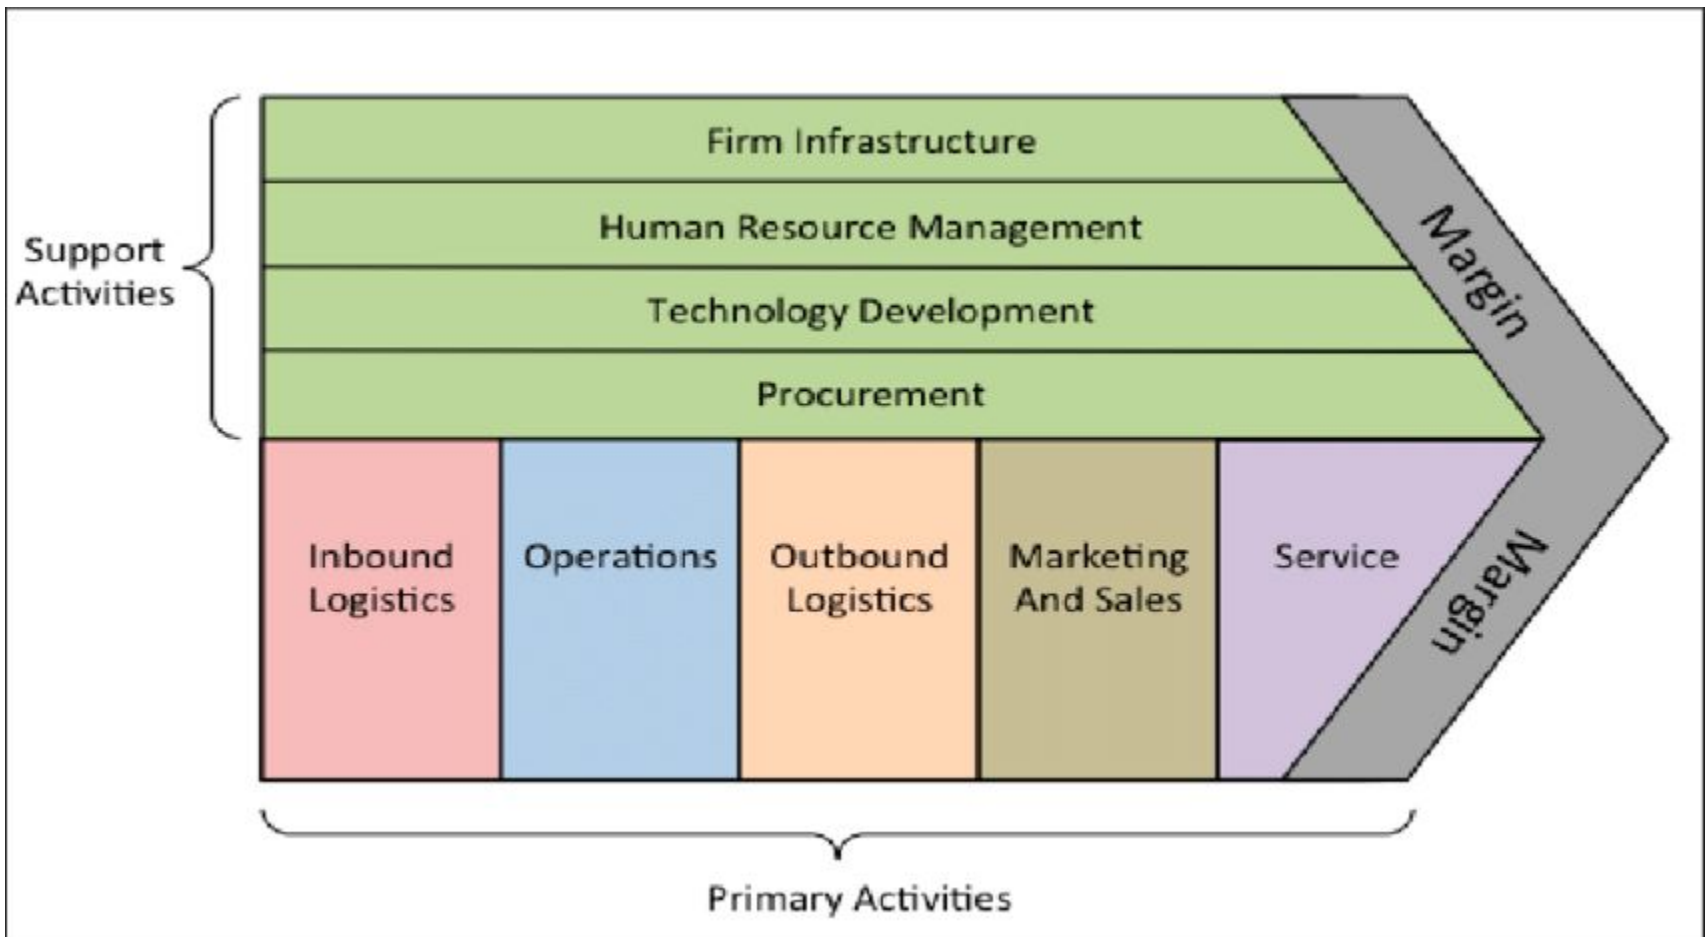 Firm Infrastructure
Human Resource Management
Technology Development
Procurement
Support
Activities
Margin
Inbound
Logistics
Operations
Outbound
Logistics
Marketing
And Sales
Service
Margin
Primary Activities